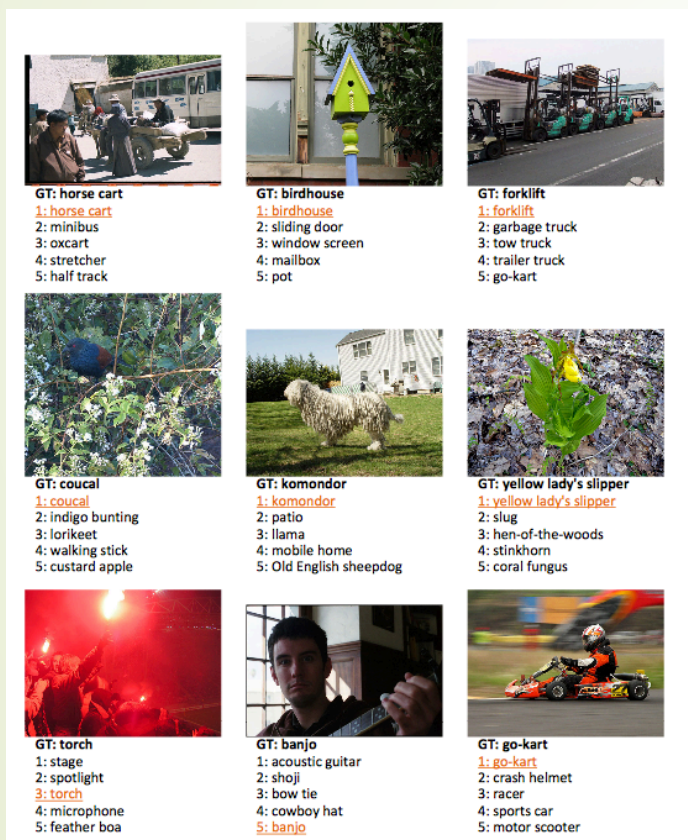 GT: horse cart
1: horse cart
2: minibus
3: oxcart
4: stretcher
5: half track
GT: birdhouse
1: birdhouse
2: sliding door
3: window screen
4: mailbox
5: pot
GT: forklift
1: forklift
2: garbage truck
3: tow truck
4: trailer truck
5: go-kart
GT: coucal
1: coucal
2: indigo bunting
3: lorikeet
4: walking stick
5: custard apple
GT: komondor
1: komondor
2: patio
3: llama
4: mobile home
5: Old English sheepdog
GT: yellow lady's slipper
1: yellow lady's slipper
2: slug
3: hen-of-the-woods
4: stinkhorn
5: coral fungus
GT: torch
1: stage
2: spotlight
3: torch
4: microphone
5: feather boa
GT: banjo
1: acoustic guitar
2: shoji
3: bow tie
4: cowboy hat
5: banjo
GT: go-kart
1: go-kart
2: crash helmet
3: racer
4: sports car
5: motor scooter